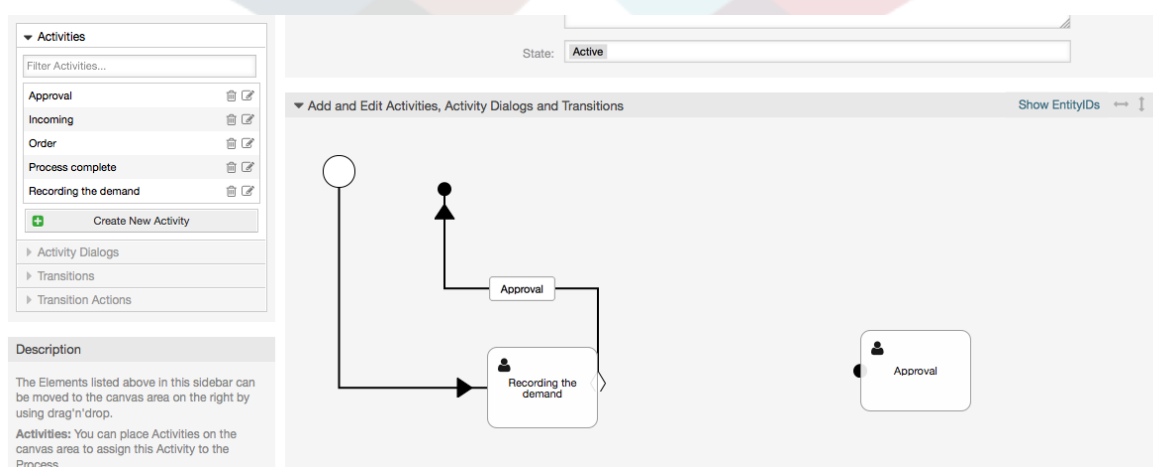 Activities
Filter Activities...
Approval
Incoming
Order
Process complete
Recording the demand
Create New Activity
Activity Dialogs
Transitions
Transition Actions
Description
The Elements listed above in this sidebar can
be moved to the canvas area on the right by
using drag'n'drop.
Activities: You can place Activities on the
canvas area to assign this Activity to the
Process.
State: Active
Add and Edit Activities, Activity Dialogs and Transitions
Show EntityIDs
Approval
Recording the
demand
Approval